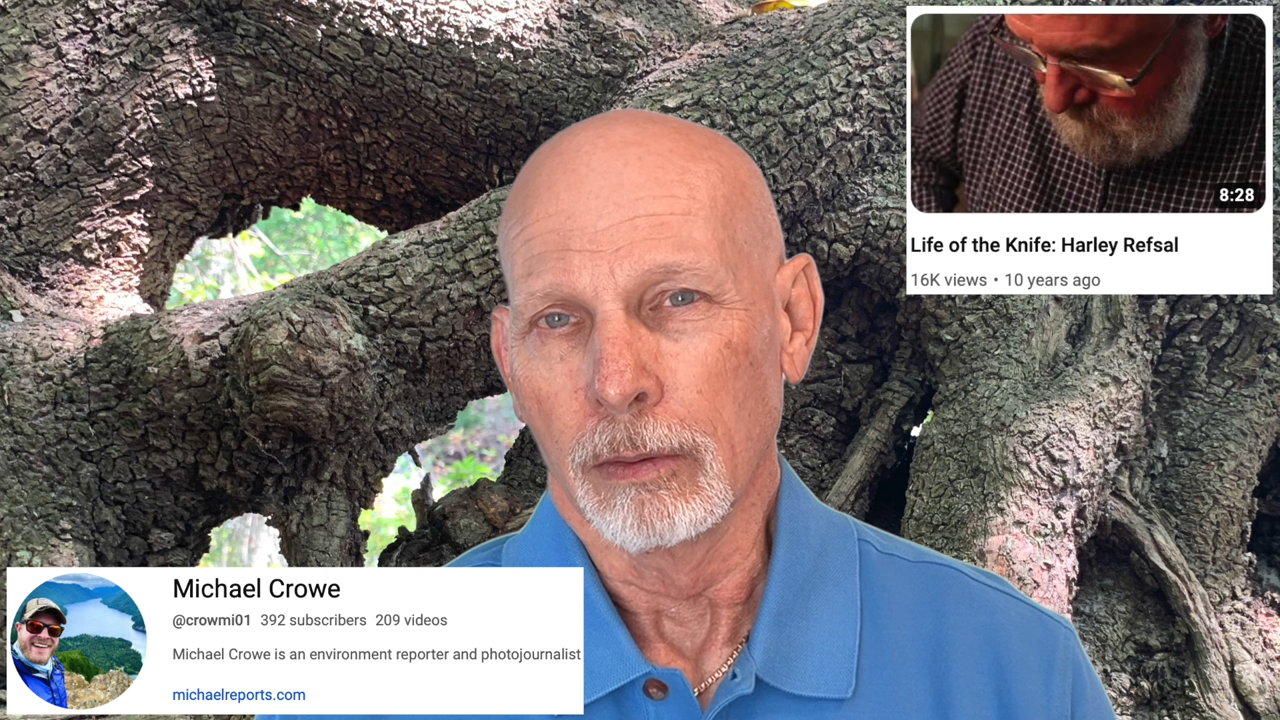 8:28
Life of the Knife: Harley Refsal
16K views • 10 years ago
Michael Crowe
@crowmi01 392 subscribers 209 videos
Michael Crowe is an environment reporter and photojournalist
michaelreports.com